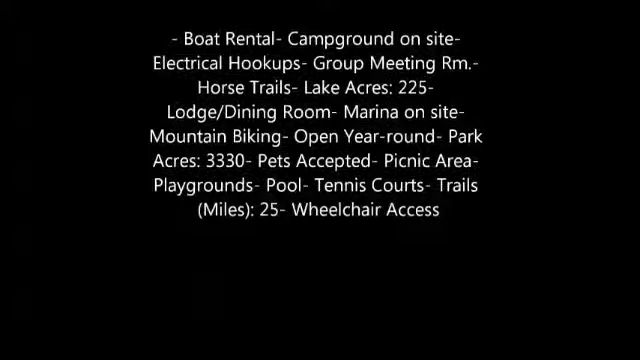 - Boat Rental- Campground on site-
Electrical Hookups- Group Meeting Rm.-
Horse Trails- Lake Acres: 225-
Lodge/Dining Room- Marina on site-
Mountain Biking- Open Year-round- Park
Acres: 3330- Pets Accepted- Picnic Area-
Playgrounds- Pool- Tennis Courts- Trails
(Miles): 25- Wheelchair Access